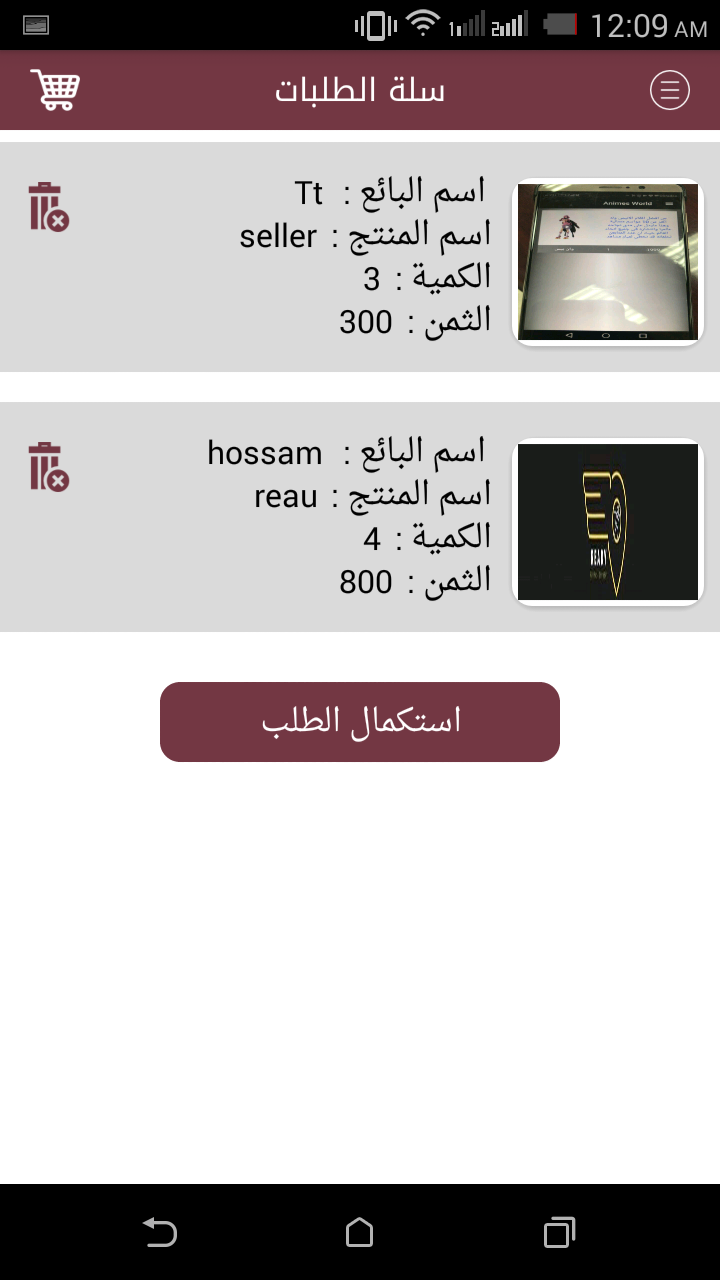 12:09 AM
سلة الطلبات
اسم البائع : Tt
اسم المنتج : seller
الكمية : 3
الثمن : 300
Animes World
اسم البائع : hossam
اسم المنتج : reau
الكمية : 4
الثمن : 800
READY
استكمال الطلب